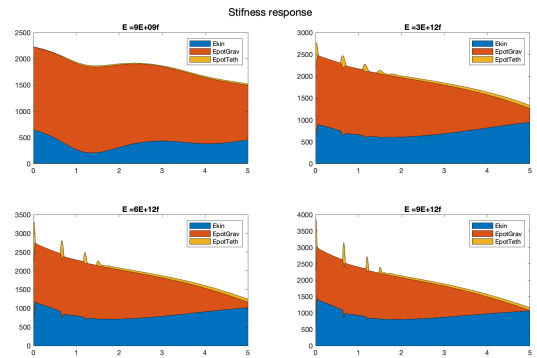 Stifness response
E =9E+09f
2500
2000
1500
1000
500
0
0 1 2 3 4 5
Ekin
EpotGrav
EpotTeth
E =3E+12f
3000
2500
2000
1500
1000
500
0
0 1 2 3 4 5
Ekin
EpotGrav
EpotTeth
E =6E+12f
3500
3000
2500
2000
1500
1000
500
0
0 1 2 3 4 5
Ekin
EpotGrav
EpotTeth
E =9E+12f
4000
3500
3000
2500
2000
1500
1000
500
0
0 1 2 3 4 5
Ekin
EpotGrav
EpotTeth